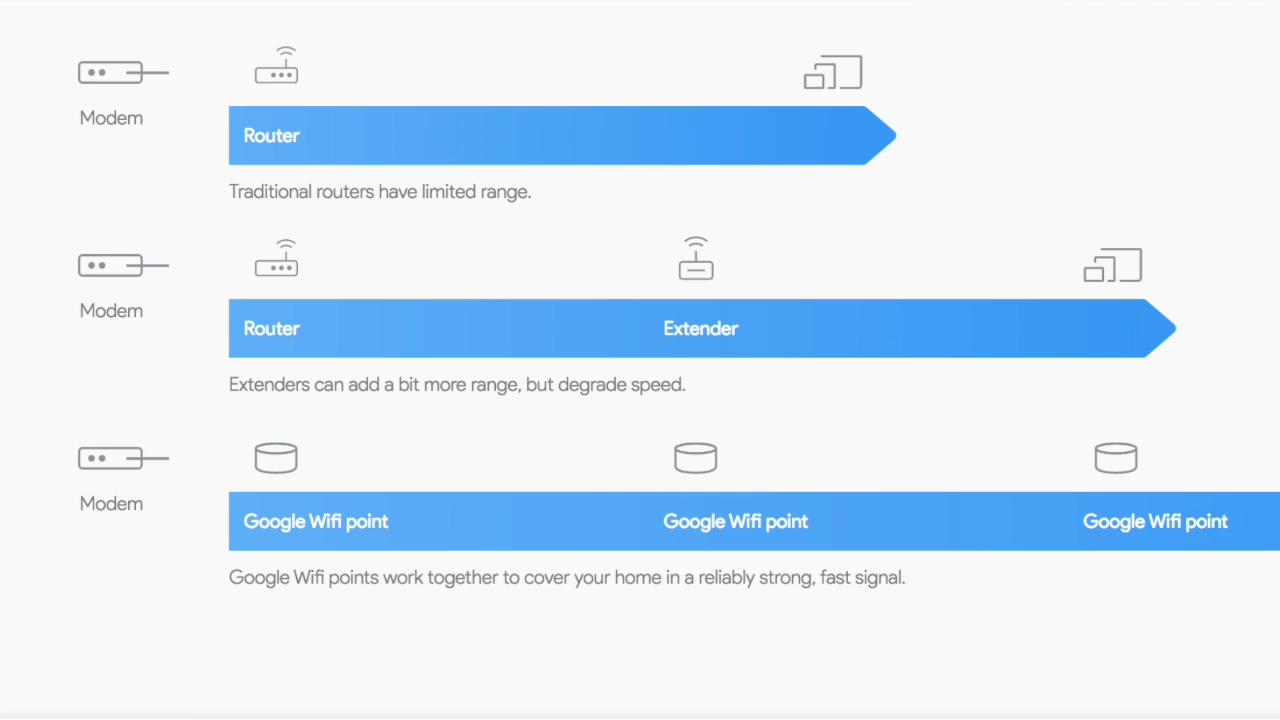 Modem
Router
Traditional routers have limited range.
Modem
Router Extender
Extenders can add a bit more range, but degrade speed.
Modem
Google Wifi point Google Wifi point Google Wifi point
Google Wifi points work together to cover your home in a reliably strong, fast signal.